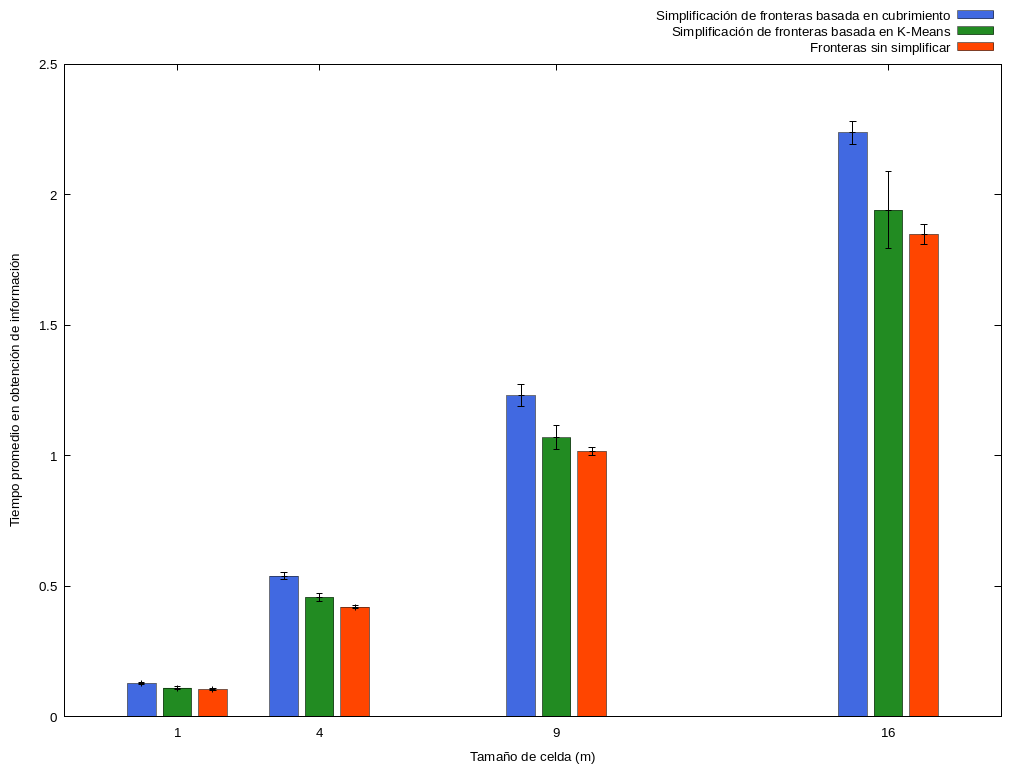 Simplificación de fronteras basada en cubrimiento
Simplificación de fronteras basada en K-Means
Fronteras sin simplificar
2.5
2
1.5
1
0.5
0
Tiempo promedio en obtención de información
1 4 9 16
Tamaño de celda (m)